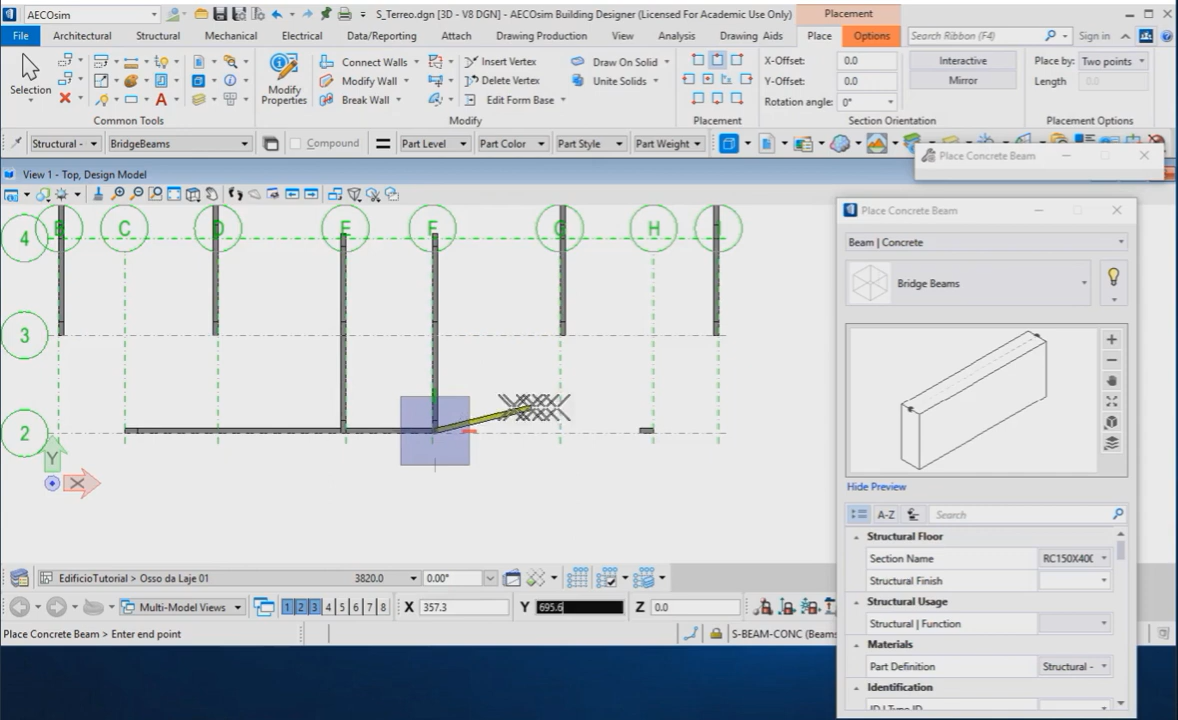 AECOsim
S_Terreo.dgn [3D - V8 DGN] - AECOsim Building Designer (Licensed For Academic Use Only)
Placement
File Architectural Structural Mechanical Electrical Data/Reporting Attach Drawing Production View Analysis Drawing Aids Place Options Search Ribbon (F4) Sign in
Selection
Modify
Properties
Connect Walls
Modify Wall
Break Wall
Insert Vertex
Delete Vertex
Edit Form Base
Draw On Solid
Unite Solids
X-Offset: 0.0
Y-Offset: 0.0
Rotation angle: 0°
Interactive
Mirror
Place by: Two points
Length 0.0
Common Tools Modify Placement Section Orientation Placement Options
Structural - BridgeBeams Compound Part Level Part Color Part Style Part Weight
Place Concrete Beam
View 1 - Top, Design Model
4
3
2
C
H
Y
X
Place Concrete Beam
Beam | Concrete
Bridge Beams
Hide Preview
A-Z Search
Structural Floor
Section Name RC150X40(
Structural Finish
Structural Usage
Structural | Function
Materials
Part Definition Structural -
Identification
EdificioTutorial > Osso da Laje 01 3820.0 0.00°
Multi-Model Views 1 2 3 4 5 6 7 8 X 357.3 Y 695.6 Z 0.0
Place Concrete Beam > Enter end point
S-BEAM-CONC (Beams